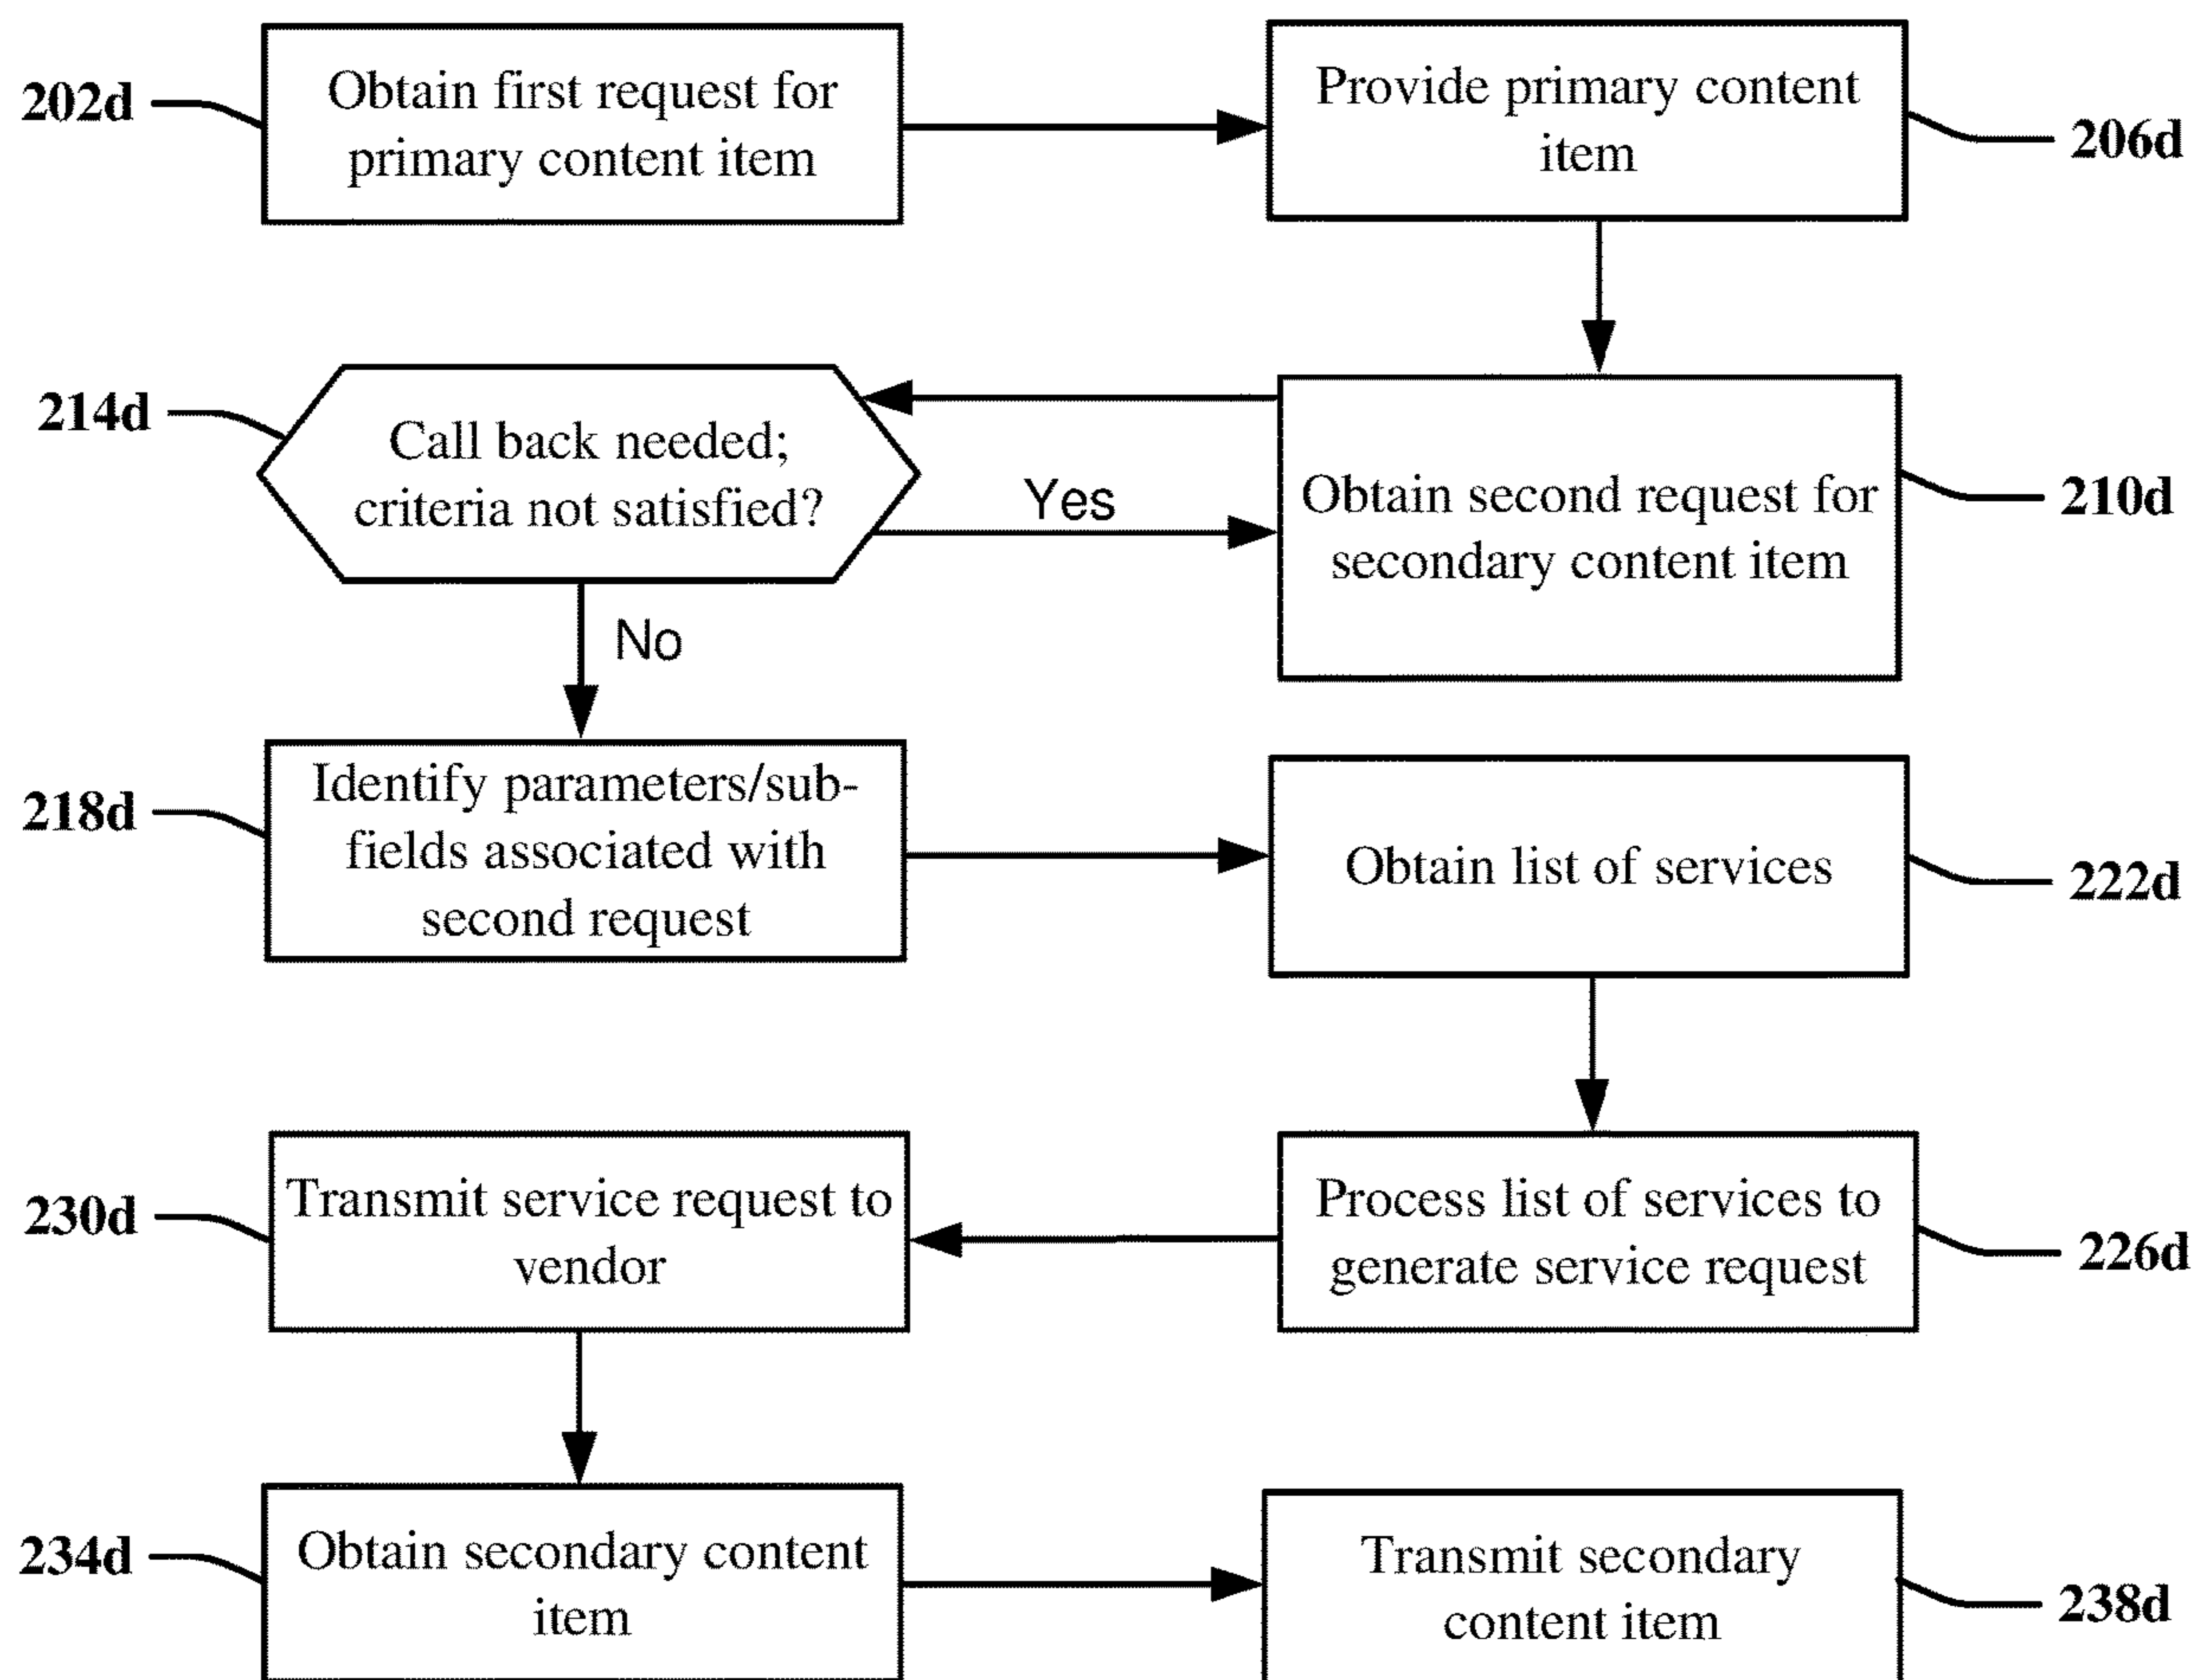 202d
Obtain first request for
primary content item
Provide primary content
item
206d
214d
Call back needed;
criteria not satisfied?
Yes
Obtain second request for
secondary content item
210d
No
218d
Identify parameters/sub-
fields associated with
second request
Obtain list of services
222d
230d
Transmit service request to
vendor
Process list of services to
generate service request
226d
234d
Obtain secondary content
item
Transmit secondary
content item
238d